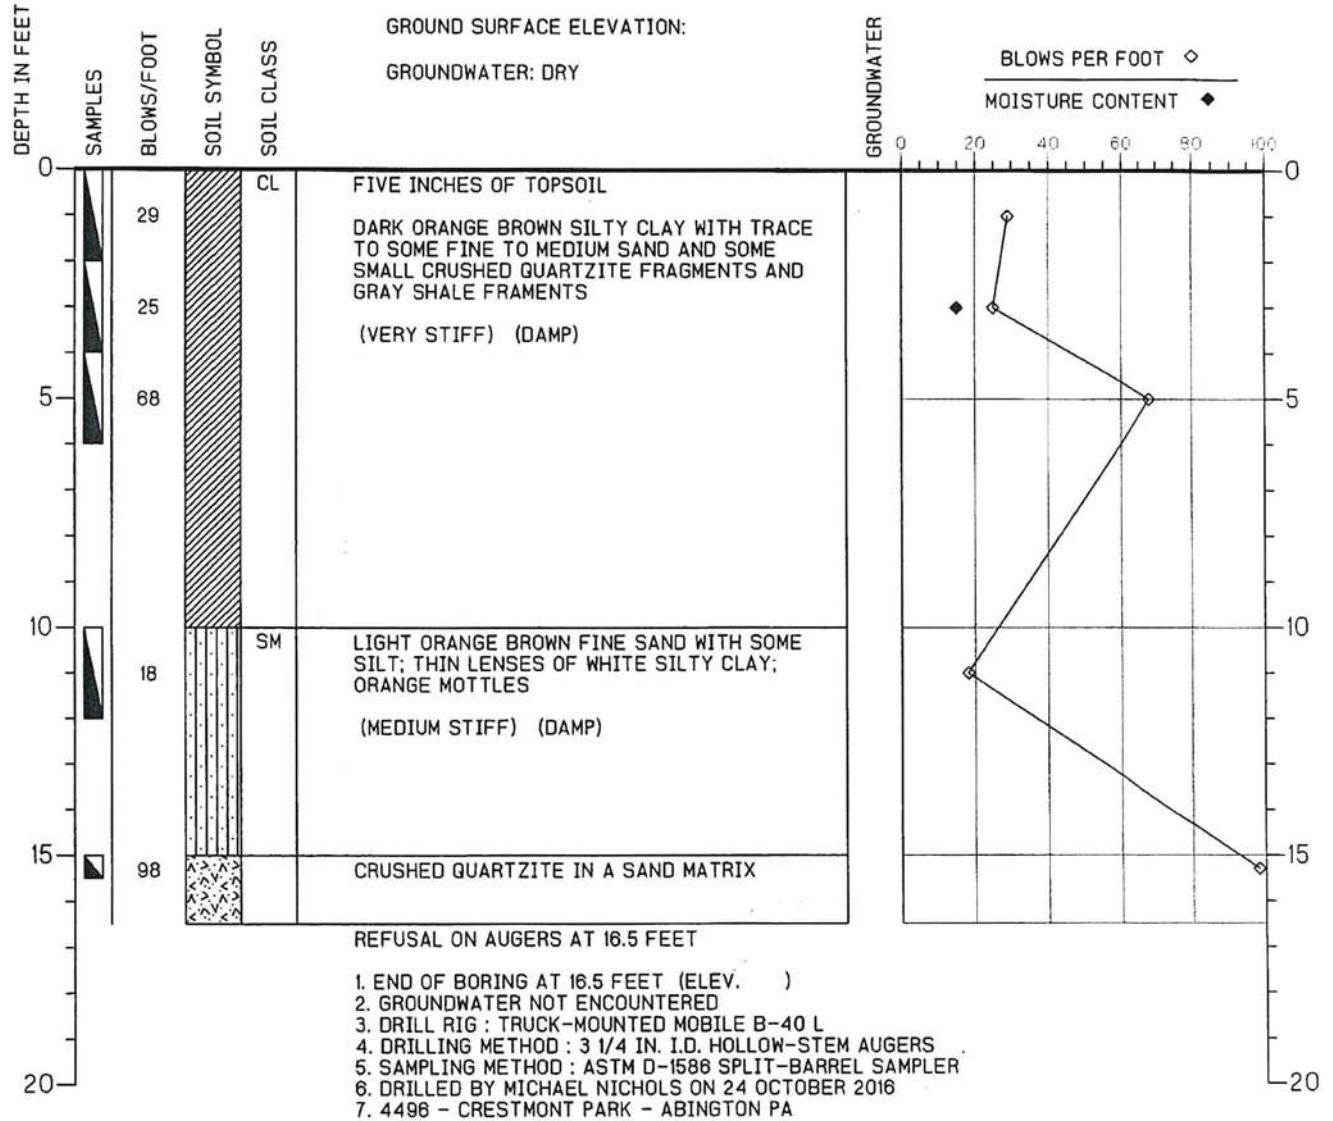 DEPTH IN FEET
SAMPLES
BLOWS/FOOT
SOIL SYMBOL
SOIL CLASS
GROUND SURFACE ELEVATION:
GROUNDWATER: DRY
GROUNDWATER
BLOWS PER FOOT
MOISTURE CONTENT
0 20 40 60 80 100
0
0
CL
FIVE INCHES OF TOPSOIL
29
DARK ORANGE BROWN SILTY CLAY WITH TRACE
TO SOME FINE TO MEDIUM SAND AND SOME
SMALL CRUSHED QUARTZITE FRAGMENTS AND
GRAY SHALE FRAMENTS
25
(VERY STIFF) (DAMP)
5
68
5
10
10
SM
LIGHT ORANGE BROWN FINE SAND WITH SOME
SILT; THIN LENSES OF WHITE SILTY CLAY;
ORANGE MOTTLES
18
(MEDIUM STIFF) (DAMP)
15
15
98
CRUSHED QUARTZITE IN A SAND MATRIX
REFUSAL ON AUGERS AT 16.5 FEET
1. END OF BORING AT 16.5 FEET (ELEV. )
2. GROUNDWATER NOT ENCOUNTERED
3. DRILL RIG : TRUCK-MOUNTED MOBILE B-40 L
4. DRILLING METHOD : 3 1/4 IN. I.D. HOLLOW-STEM AUGERS
5. SAMPLING METHOD : ASTM D-1586 SPLIT-BARREL SAMPLER
6. DRILLED BY MICHAEL NICHOLS ON 24 OCTOBER 2016
7. 4496 - CRESTMONT PARK - ABINGTON PA
20
20